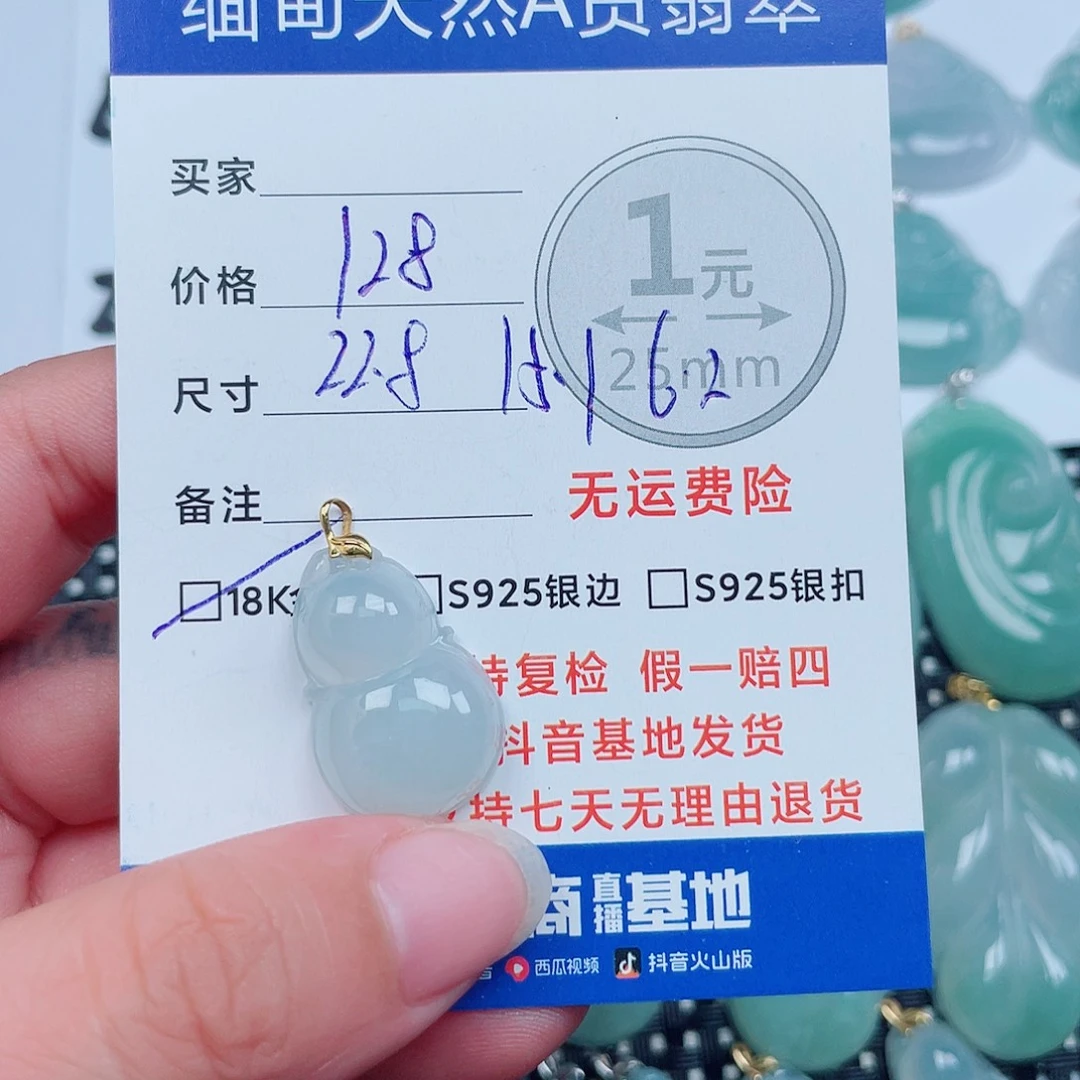 缅甸天然A货翡翠
买家
1元
价格 128
25mm
尺寸 22.8 15.1 6.2
备注
无运费险
18K S925银边 S925银扣
持复检 假一赔四
抖音基地发货
持七天无理由退货
商直播基地
音 西瓜视频 抖音火山版